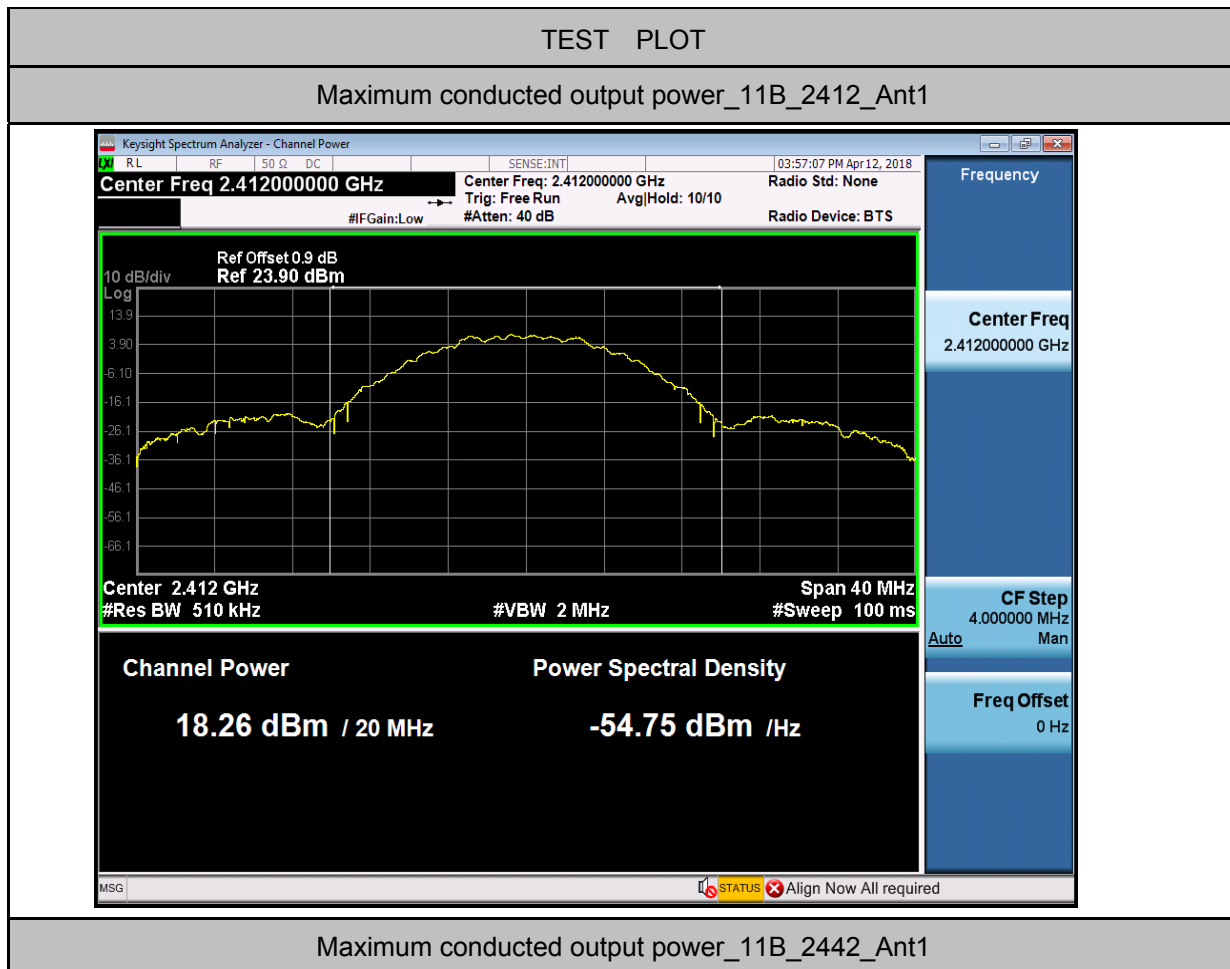 TEST PLOT
Maximum conducted output power_11B_2412_Ant1
Keysight Spectrum Analyzer - Channel Power
LXI RL RF 50 Ω DC SENSE:INT 03:57:07 PM Apr 12, 2018
Center Freq 2.412000000 GHz
Center Freq: 2.412000000 GHz
Radio Std: None
Trig: Free Run Avg|Hold: 10/10
#IFGain:Low
#Atten: 40 dB
Radio Device: BTS
Ref Offset 0.9 dB
10 dB/div Ref 23.90 dBm
Log
13.9
3.90
-6.10
-16.1
-26.1
-36.1
-46.1
-56.1
-66.1
Center 2.412 GHz Span 40 MHz
#Res BW 510 kHz #VBW 2 MHz #Sweep 100 ms
Channel Power Power Spectral Density
18.26 dBm / 20 MHz -54.75 dBm /Hz
Frequency
Center Freq
2.412000000 GHz
CF Step
4.000000 MHz
Auto Man
Freq Offset
0 Hz
MSG STATUS Align Now All required
Maximum conducted output power_11B_2442_Ant1